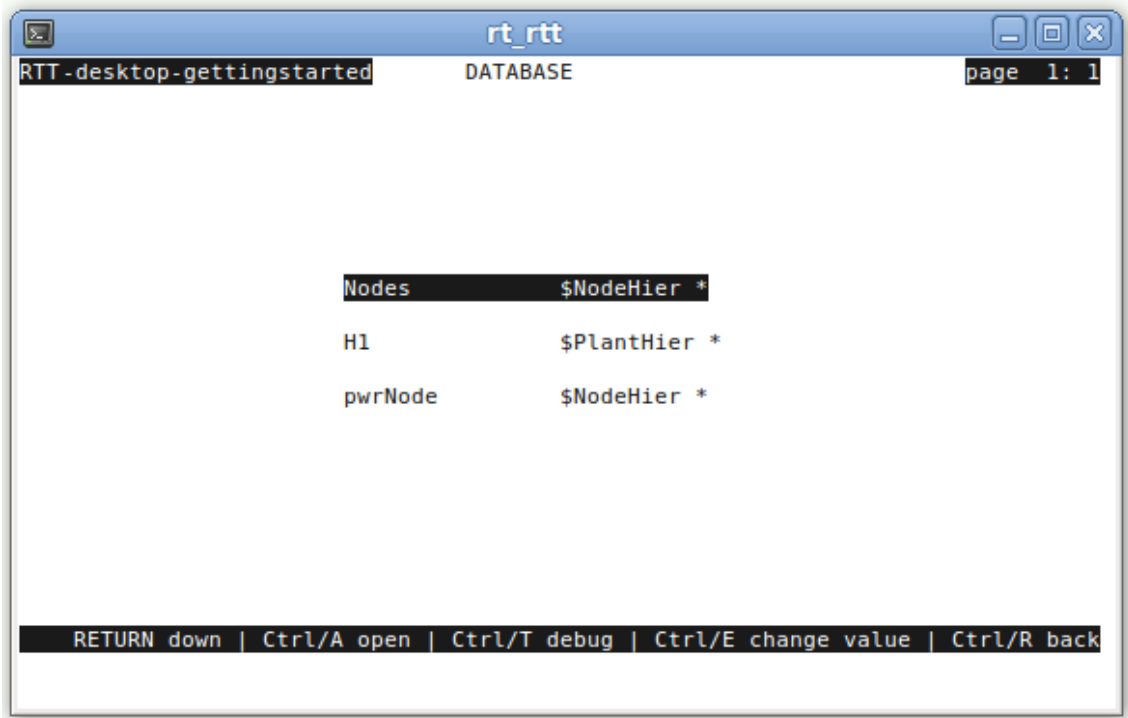 rt_rtt
RTT-desktop-gettingstarted DATABASE page 1: 1
Nodes $NodeHier *
H1 $PlantHier *
pwrNode $NodeHier *
RETURN down | Ctrl/A open | Ctrl/T debug | Ctrl/E change value | Ctrl/R back